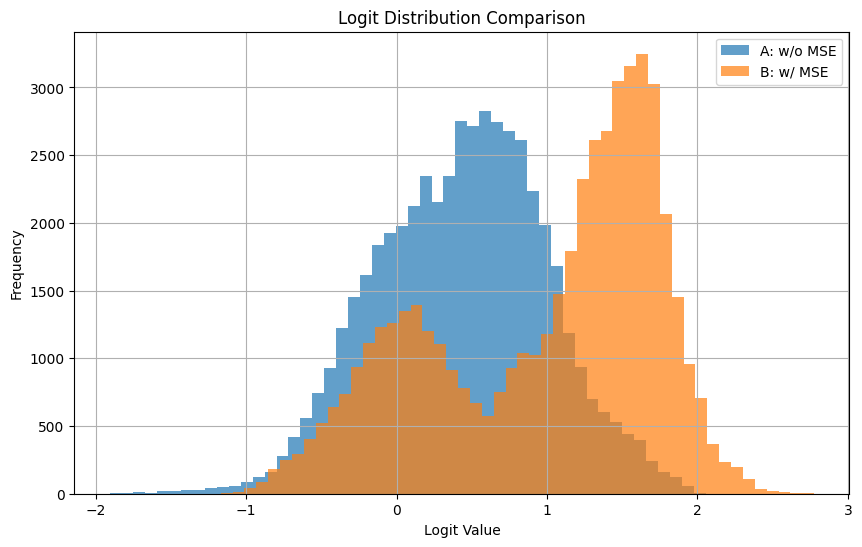 Logit Distribution Comparison
A: w/o MSE
B: w/ MSE
Frequency
3000
2500
2000
1500
1000
500
0
−2
−1
0
1
2
3
Logit Value